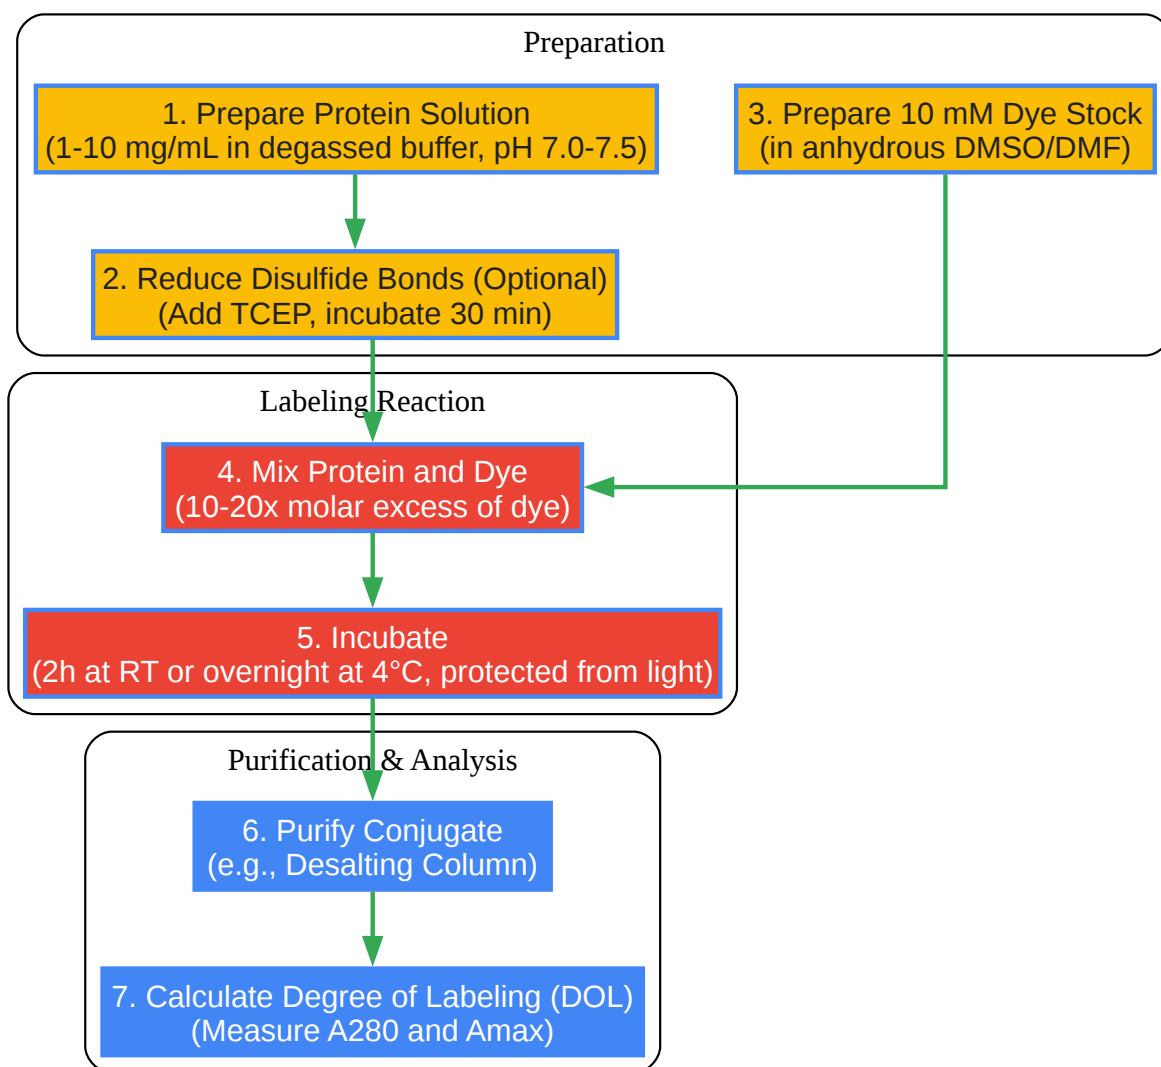 Preparation
1. Prepare Protein Solution
(1-10 mg/mL in degassed buffer, pH 7.0-7.5)
3. Prepare 10 mM Dye Stock
(in anhydrous DMSO/DMF)
2. Reduce Disulfide Bonds (Optional)
(Add TCEP, incubate 30 min)
Labeling Reaction
4. Mix Protein and Dye
(10-20x molar excess of dye)
5. Incubate
(2h at RT or overnight at 4°C, protected from light)
Purification & Analysis
6. Purify Conjugate
(e.g., Desalting Column)
7. Calculate Degree of Labeling (DOL)
(Measure A280 and Amax)